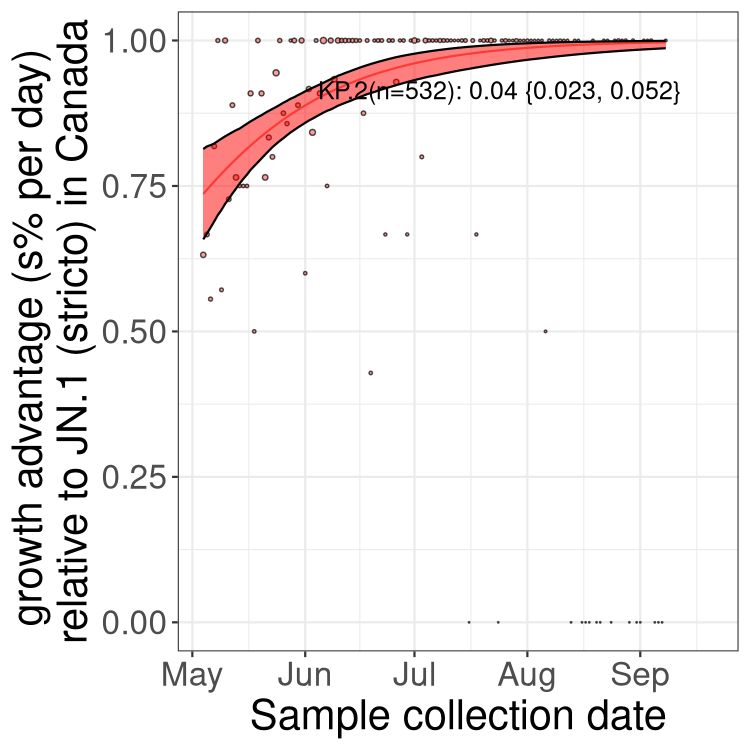 growth advantage (s% per day)
relative to JN.1 (stricto) in Canada
1.00
0.75
0.50
0.25
0.00
KP.2(n=532): 0.04 {0.023, 0.052}
May Jun Jul Aug Sep
Sample collection date